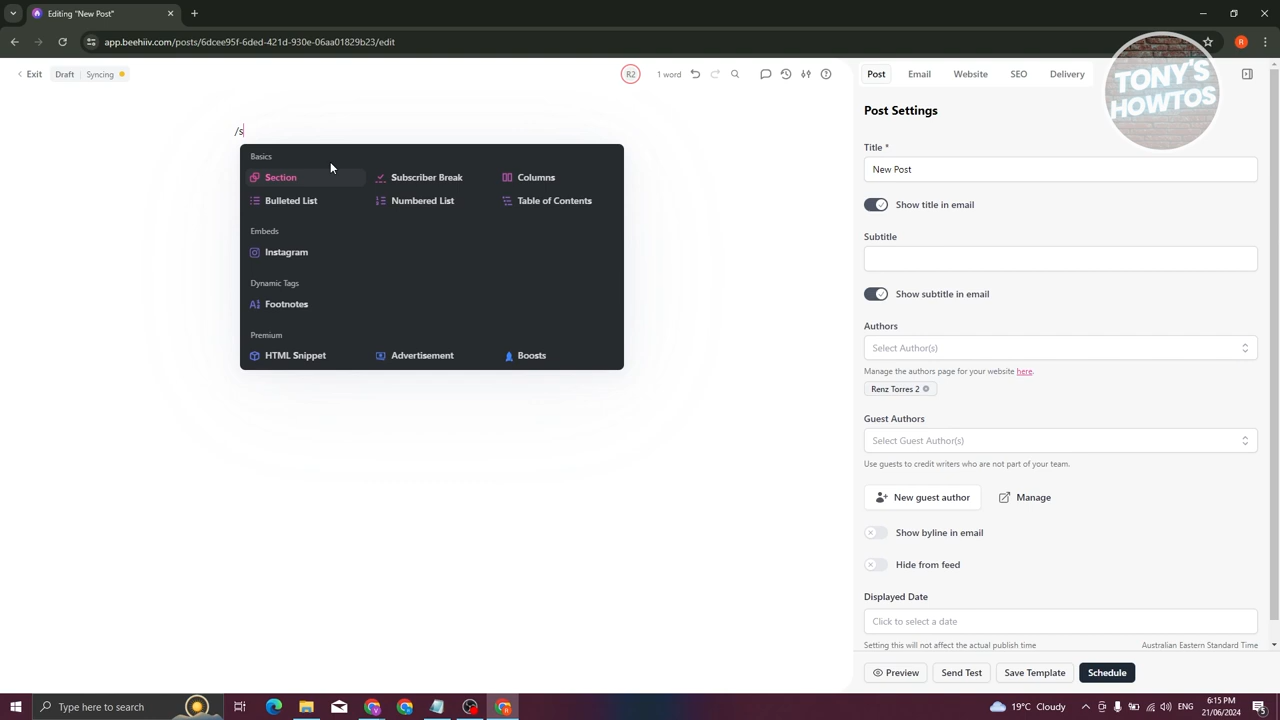 Editing "New Post"
app.beehiiv.com/posts/6dcee95f-6ded-421d-930e-06aa01829b23/edit
Exit
Draft
Syncing
R2
1 word
Post
Email
Website
SEO
Delivery
TONY'S
HOWTOS
/s
Basics
Section
Subscriber Break
Columns
Bulleted List
Numbered List
Table of Contents
Embeds
Instagram
Dynamic Tags
Footnotes
Premium
HTML Snippet
Advertisement
Boosts
Post Settings
Title *
New Post
Show title in email
Subtitle
Show subtitle in email
Authors
Select Author(s)
Manage the authors page for your website here.
Renz Torres 2
Guest Authors
Select Guest Author(s)
Use guests to credit writers who are not part of your team.
New guest author
Manage
Show byline in email
Hide from feed
Displayed Date
Click to select a date
Setting this will not affect the actual publish time
Australian Eastern Standard Time
Preview
Send Test
Save Template
Schedule
Type here to search
19°C Cloudy
6:15 PM
21/06/2024